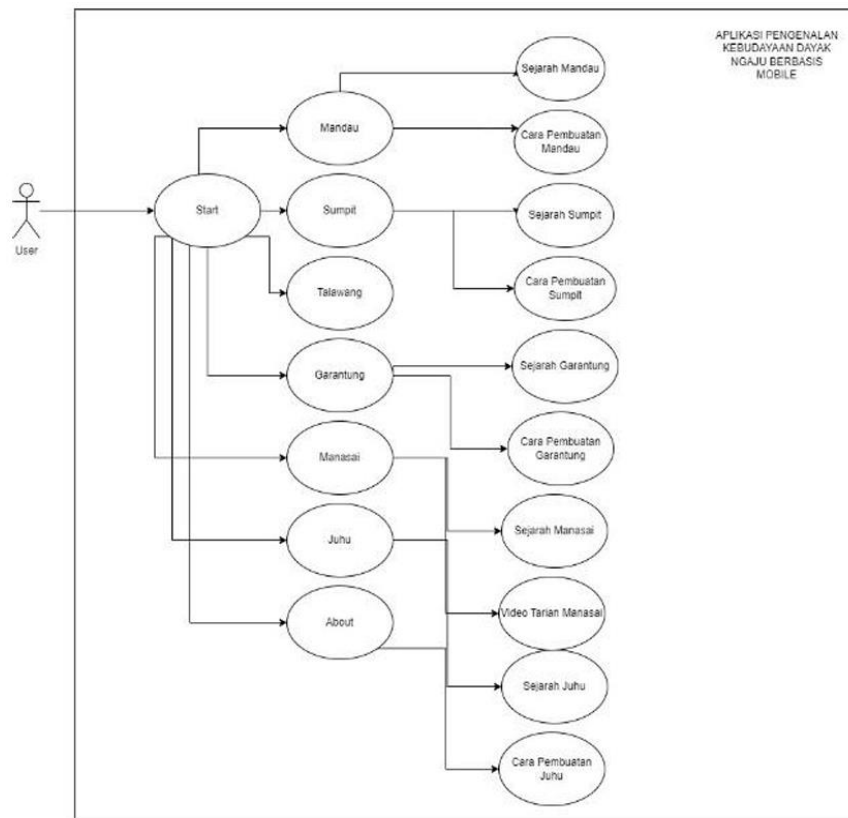 APLIKASI PENGENALAN
KEBUDAYAAN DAYAK
NGAJU BERBASIS
MOBILE
Sejarah Mandau
Mandau
Cara Pembuatan
Mandau
User
Start
Sumpit
Sejarah Sumpit
Talawang
Cara Pembuatan
Sumpit
Garantung
Sejarah Garantung
Manasai
Cara Pembuatan
Garantung
Juhu
Sejarah Manasai
About
Video Tarian Manasai
Sejarah Juhu
Cara Pembuatan
Juhu